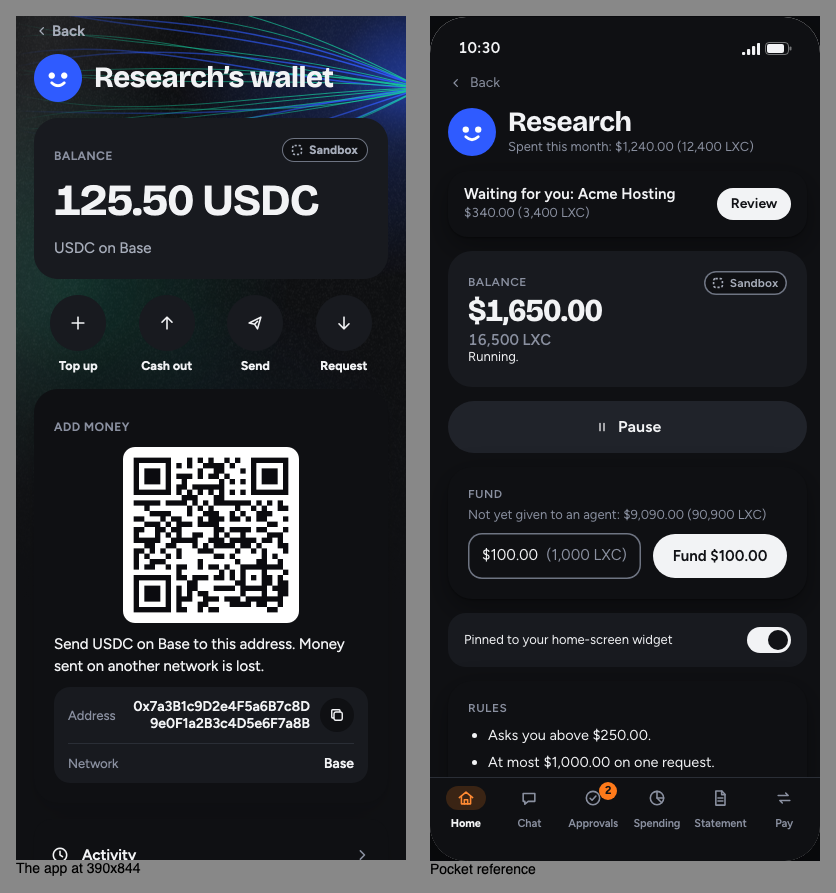 Back
Research's wallet
BALANCE
Sandbox
125.50 USDC
USDC on Base
Top up
Cash out
Send
Request
ADD MONEY
Send USDC on Base to this address. Money
sent on another network is lost.
Address
0x7a3B1c9D2e4F5a6B7c8D
9e0F1a2B3c4D5e6F7a8B
Network
Base
Activity
The app at 390x844
10:30
Back
Research
Spent this month: $1,240.00 (12,400 LXC)
Waiting for you: Acme Hosting
$340.00 (3,400 LXC)
Review
BALANCE
Sandbox
$1,650.00
16,500 LXC
Running.
Pause
FUND
Not yet given to an agent: $9,090.00 (90,900 LXC)
$100.00 (1,000 LXC)
Fund $100.00
Pinned to your home-screen widget
RULES
• Asks you above $250.00.
• At most $1,000.00 on one request.
2
Home
Chat
Approvals
Spending
Statement
Pay
Pocket reference